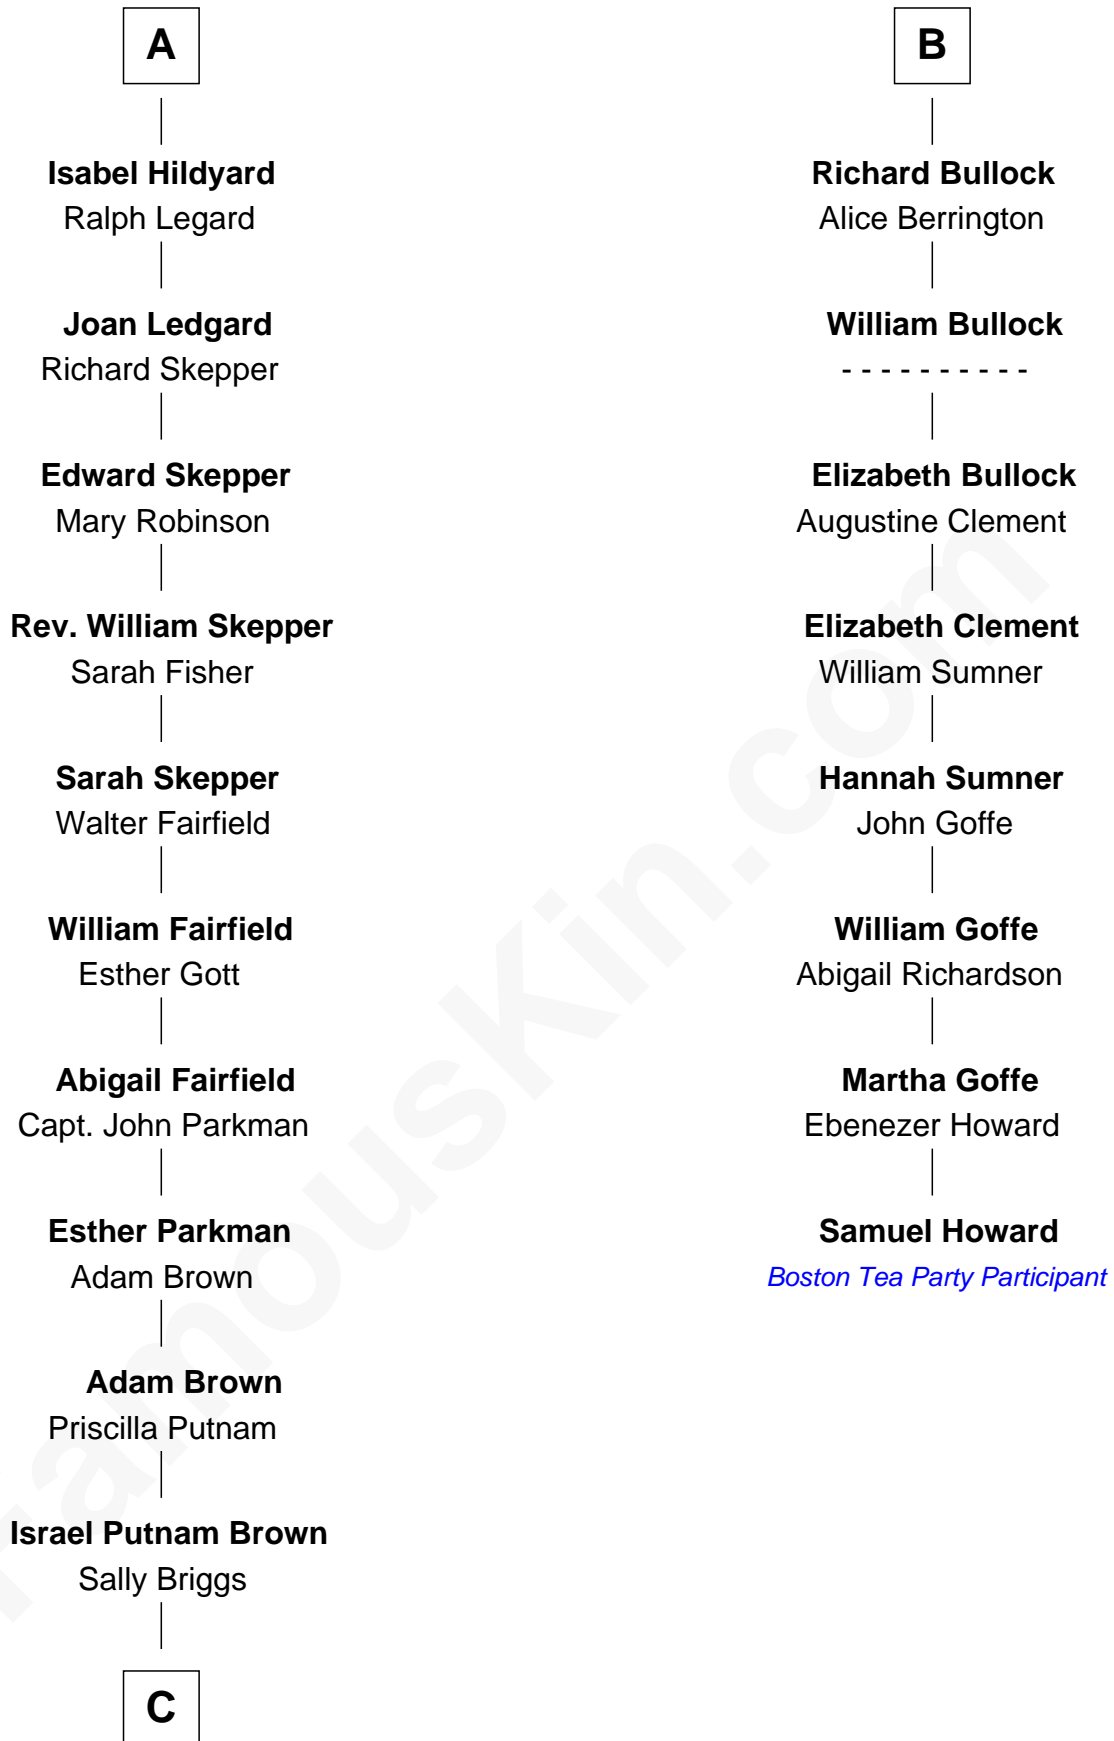 A
Isabel Hildyard
Ralph Legard
Joan Ledgard
Richard Skepper
Edward Skepper
Mary Robinson
Rev. William Skepper
Sarah Fisher
Sarah Skepper
Walter Fairfield
William Fairfield
Esther Gott
Abigail Fairfield
Capt. John Parkman
Esther Parkman
Adam Brown
Adam Brown
Priscilla Putnam
Israel Putnam Brown
Sally Briggs
C
B
Richard Bullock
Alice Berrington
William Bullock
- - - - - - - - - -
Elizabeth Bullock
Augustine Clement
Elizabeth Clement
William Sumner
Hannah Sumner
John Goffe
William Goffe
Abigail Richardson
Martha Goffe
Ebenezer Howard
Samuel Howard
Boston Tea Party Participant
FamousKin.com